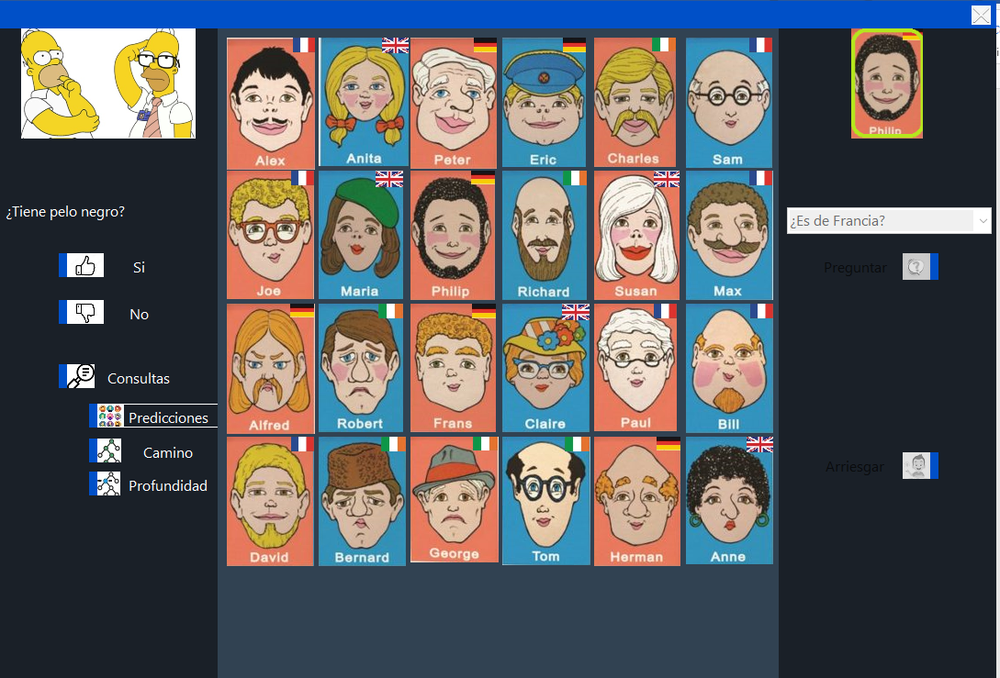 ¿Tiene pelo negro?
Si
No
Consultas
Predicciones
Camino
Profundidad
Alex
Anita
Peter
Eric
Charles
Sam
Joe
Maria
Philip
Richard
Susan
Max
Alfred
Robert
Frans
Claire
Paul
Bill
David
Bernard
George
Tom
Herman
Anne
Philip
¿Es de Francia?
Preguntar
Arriesgar